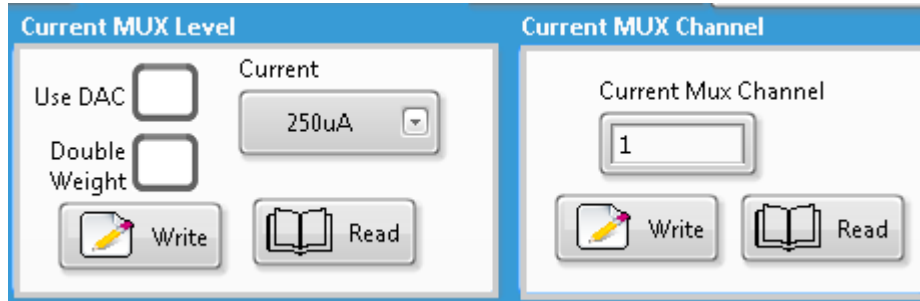 Current MUX Level
Use DAC
Current
250uA
Double
Weight
Write
Read
Current MUX Channel
Current Mux Channel
1
Write
Read